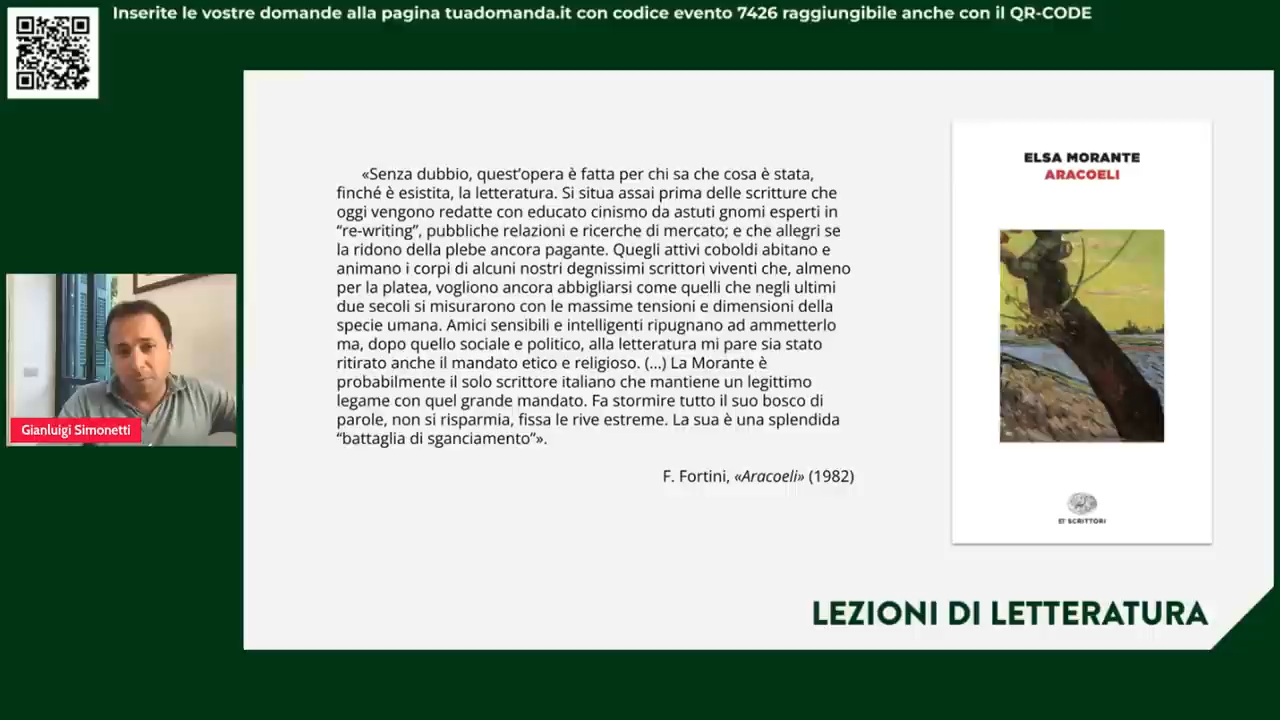 Inserite le vostre domande alla pagina tuadomanda.it con codice evento 7426 raggiungibile anche con il QR-CODE
«Senza dubbio, quest'opera è fatta per chi sa che cosa è stata,
finché è esistita, la letteratura. Si situa assai prima delle scritture che
oggi vengono redatte con educato cinismo da astuti gnomi esperti in
“re-writing”, pubbliche relazioni e ricerche di mercato; e che allegri se
la ridono della plebe ancora pagante. Quegli attivi coboldi abitano e
animano i corpi di alcuni nostri degnissimi scrittori viventi che, almeno
per la platea, vogliono ancora abbigliarsi come quelli che negli ultimi
due secoli si misurarono con le massime tensioni e dimensioni della
specie umana. Amici sensibili e intelligenti ripugnano ad ammetterlo
ma, dopo quello sociale e politico, alla letteratura mi pare sia stato
ritirato anche il mandato etico e religioso. (...) La Morante è
probabilmente il solo scrittore italiano che mantiene un legittimo
legame con quel grande mandato. Fa stormire tutto il suo bosco di
parole, non si risparmia, fissa le rive estreme. La sua è una splendida
“battaglia di sganciamento”».
F. Fortini, «Aracoeli» (1982)
ELSA MORANTE
ARACOELI
ET SCRITTORI
Gianluigi Simonetti
LEZIONI DI LETTERATURA